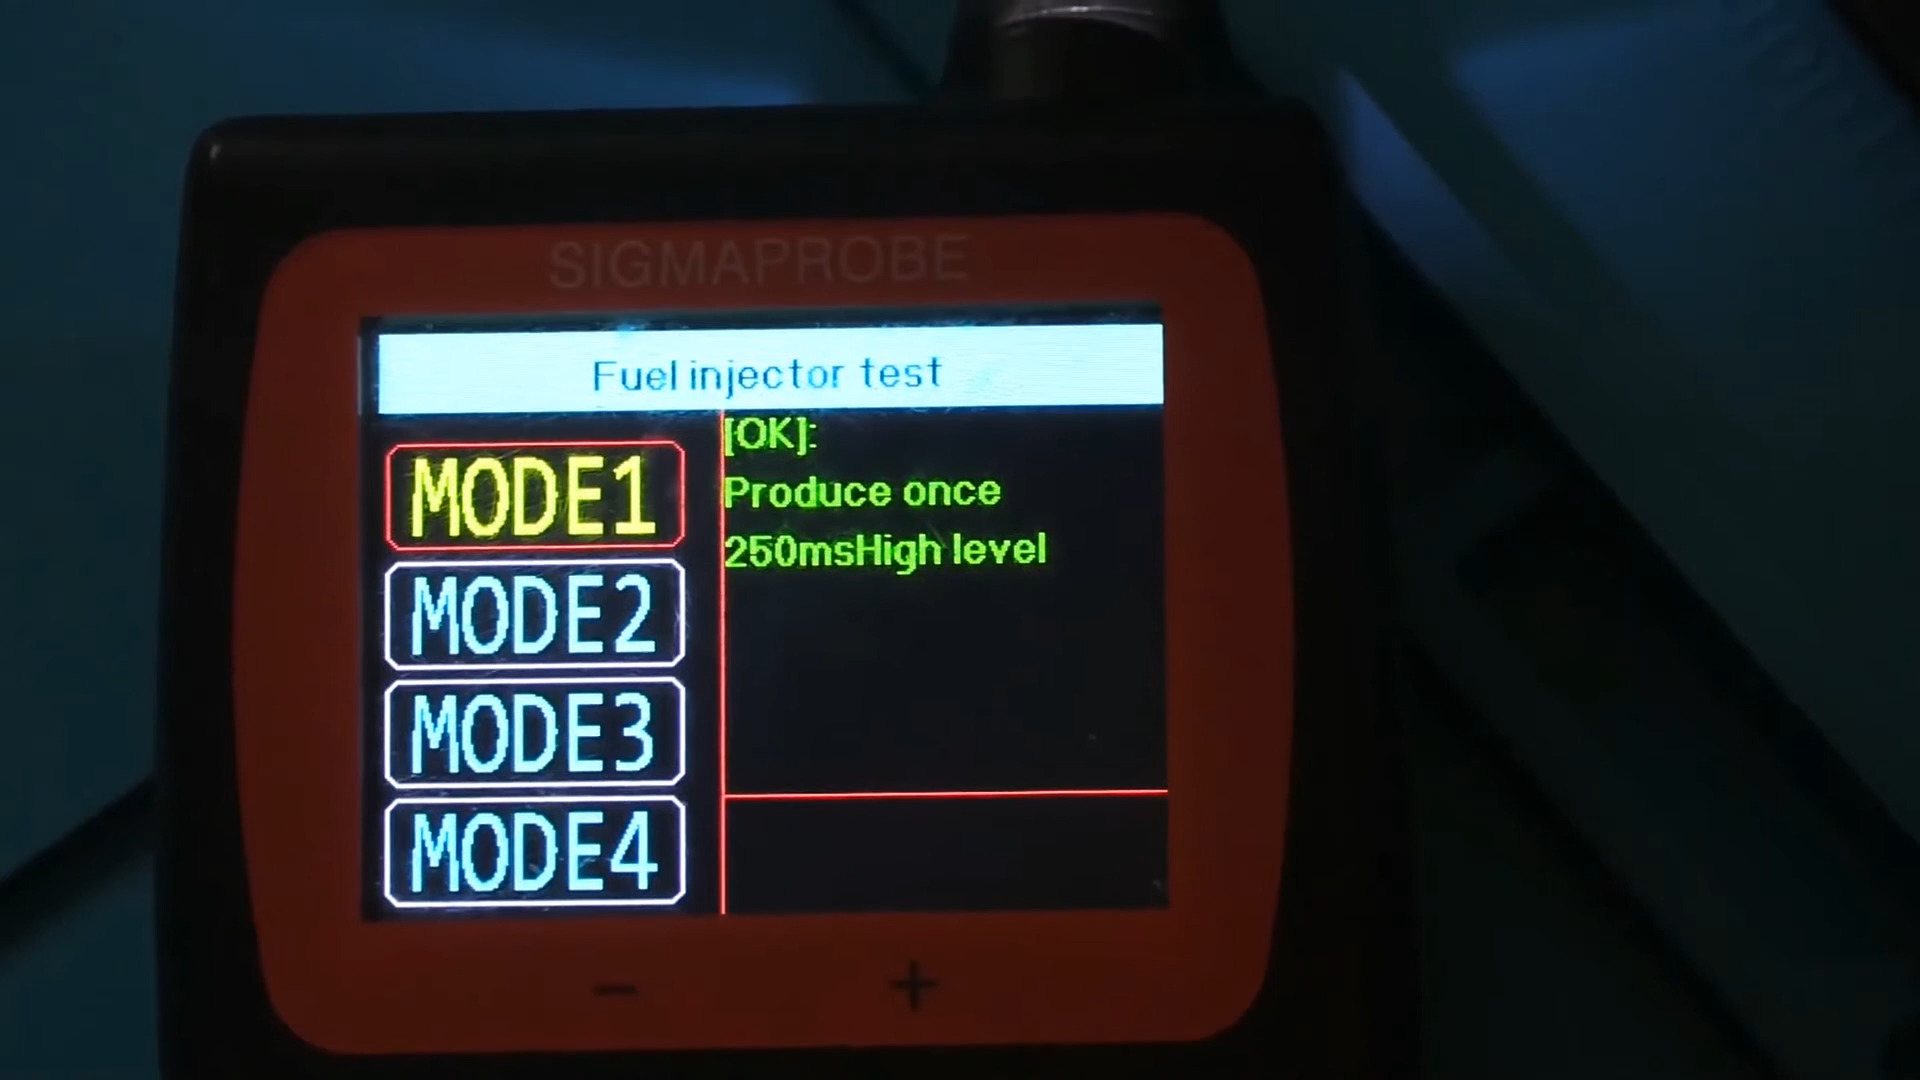 SIGMAPROBE
Fuel injector test
MODE1
MODE2
MODE3
MODE4
[OK]:
Produce once
250msHigh level
- +